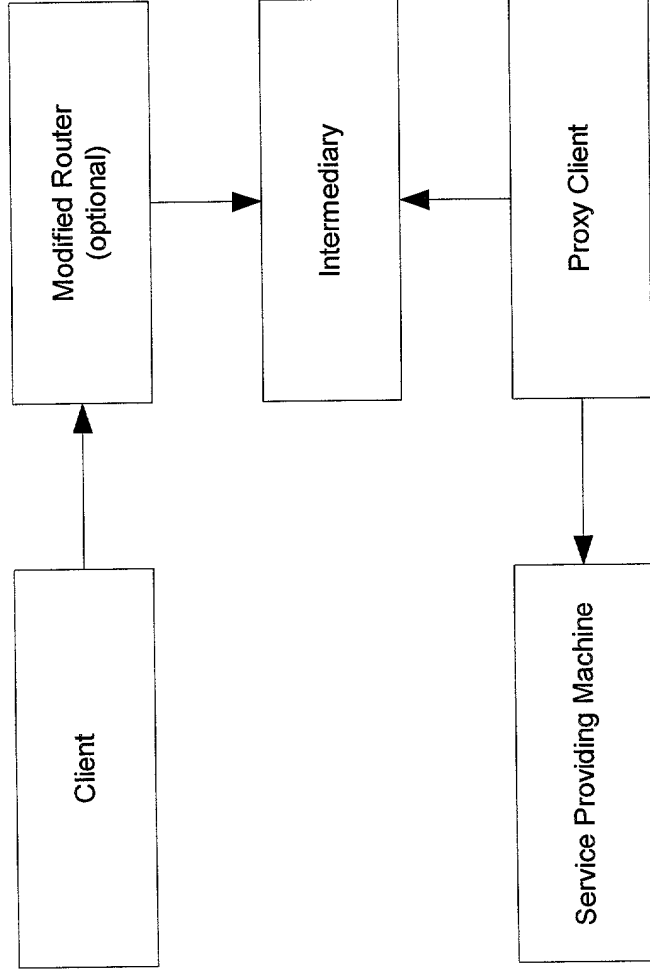 Client
Modified Router
(optional)
Intermediary
Proxy Client
Service Providing Machine